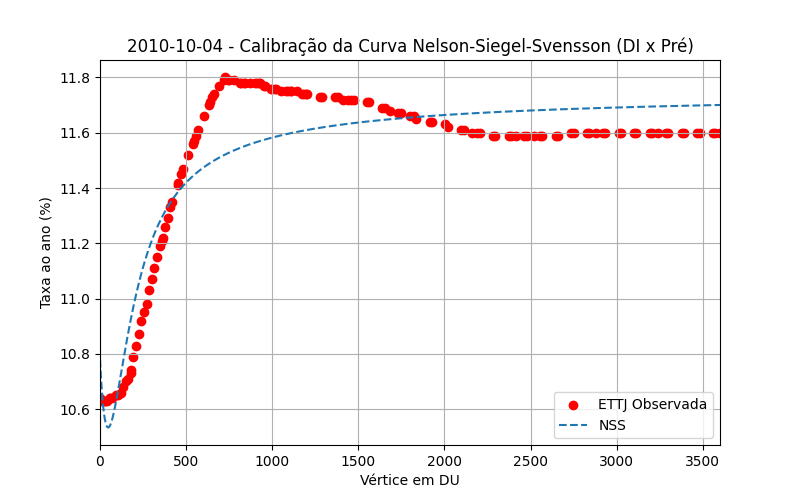 2010-10-04 - Calibração da Curva Nelson-Siegel-Svensson (DI x Pré)
Taxa ao ano (%)
11.8
11.6
11.4
11.2
11.0
10.8
10.6
ETTJ Observada
NSS
0 500 1000 1500 2000 2500 3000 3500
Vértice em DU